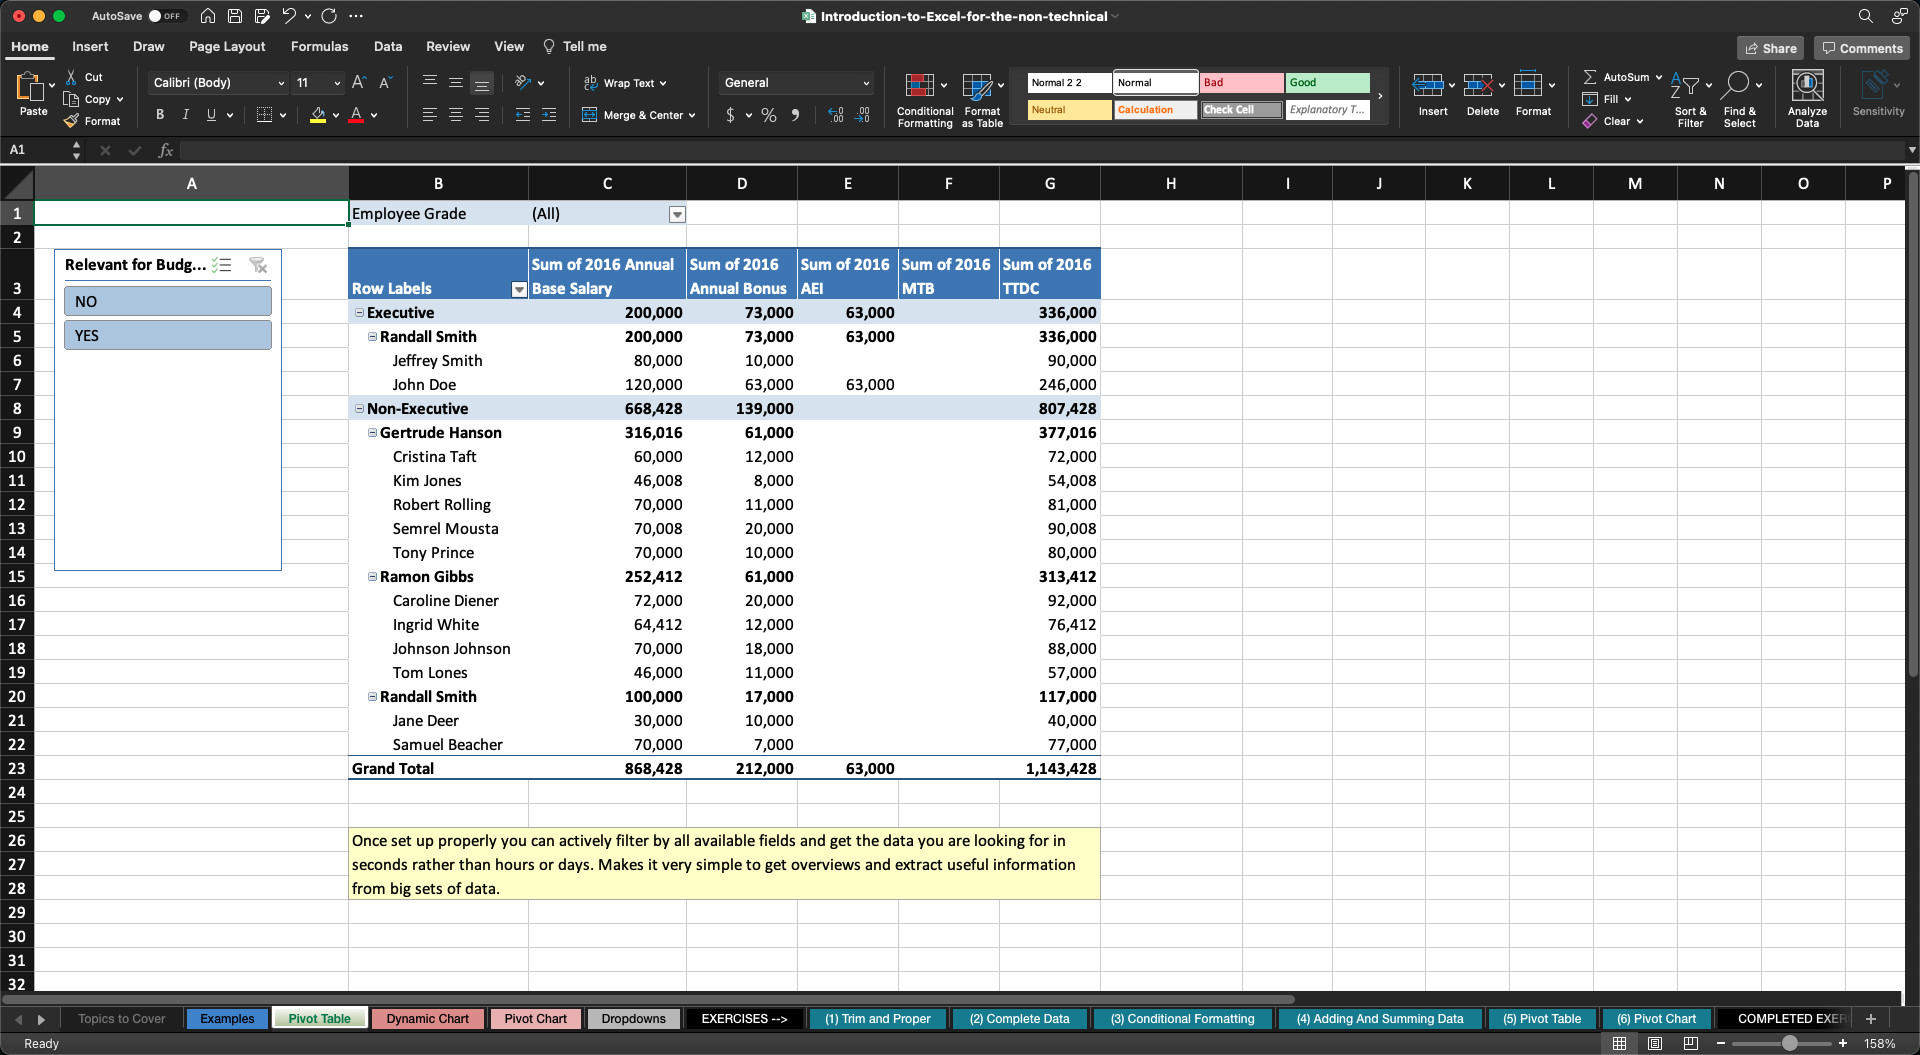 AutoSave OFF
Introduction-to-Excel-for-the-non-technical
Home Insert Draw Page Layout Formulas Data Review View Tell me
Share Comments
Paste
Cut
Copy
Format
Calibri (Body) 11 A A
B I U A
ab Wrap Text
Merge & Center
General
$ % 9
Conditional Formatting
Format as Table
Normal 2 2 Normal Bad Good
Neutral Calculation Check Cell Explanatory T...
Insert Delete Format
AutoSum
Fill
Clear
Sort & Filter
Find & Select
Analyze Data
Sensitivity
A1 fx
A B C D E F G H I J K L M N O P
1 Employee Grade (All)
2
Relevant for Budg...
NO
YES
3 Row Labels Sum of 2016 Annual Base Salary Sum of 2016 Annual Bonus Sum of 2016 AEI Sum of 2016 MTB Sum of 2016 TTDC
4 Executive 200,000 73,000 63,000 336,000
5 Randall Smith 200,000 73,000 63,000 336,000
6 Jeffrey Smith 80,000 10,000 90,000
7 John Doe 120,000 63,000 63,000 246,000
8 Non-Executive 668,428 139,000 807,428
9 Gertrude Hanson 316,016 61,000 377,016
10 Cristina Taft 60,000 12,000 72,000
11 Kim Jones 46,008 8,000 54,008
12 Robert Rolling 70,000 11,000 81,000
13 Semrel Mousta 70,008 20,000 90,008
14 Tony Prince 70,000 10,000 80,000
15 Ramon Gibbs 252,412 61,000 313,412
16 Caroline Diener 72,000 20,000 92,000
17 Ingrid White 64,412 12,000 76,412
18 Johnson Johnson 70,000 18,000 88,000
19 Tom Lones 46,000 11,000 57,000
20 Randall Smith 100,000 17,000 117,000
21 Jane Deer 30,000 10,000 40,000
22 Samuel Beacher 70,000 7,000 77,000
23 Grand Total 868,428 212,000 63,000 1,143,428
24
25
26 Once set up properly you can actively filter by all available fields and get the data you are looking for in
27 seconds rather than hours or days. Makes it very simple to get overviews and extract useful information
28 from big sets of data.
29
30
31
32
Topics to Cover Examples Pivot Table Dynamic Chart Pivot Chart Dropdowns EXERCISES --> (1) Trim and Proper (2) Complete Data (3) Conditional Formatting (4) Adding And Summing Data (5) Pivot Table (6) Pivot Chart COMPLETED EXER
Ready 158%